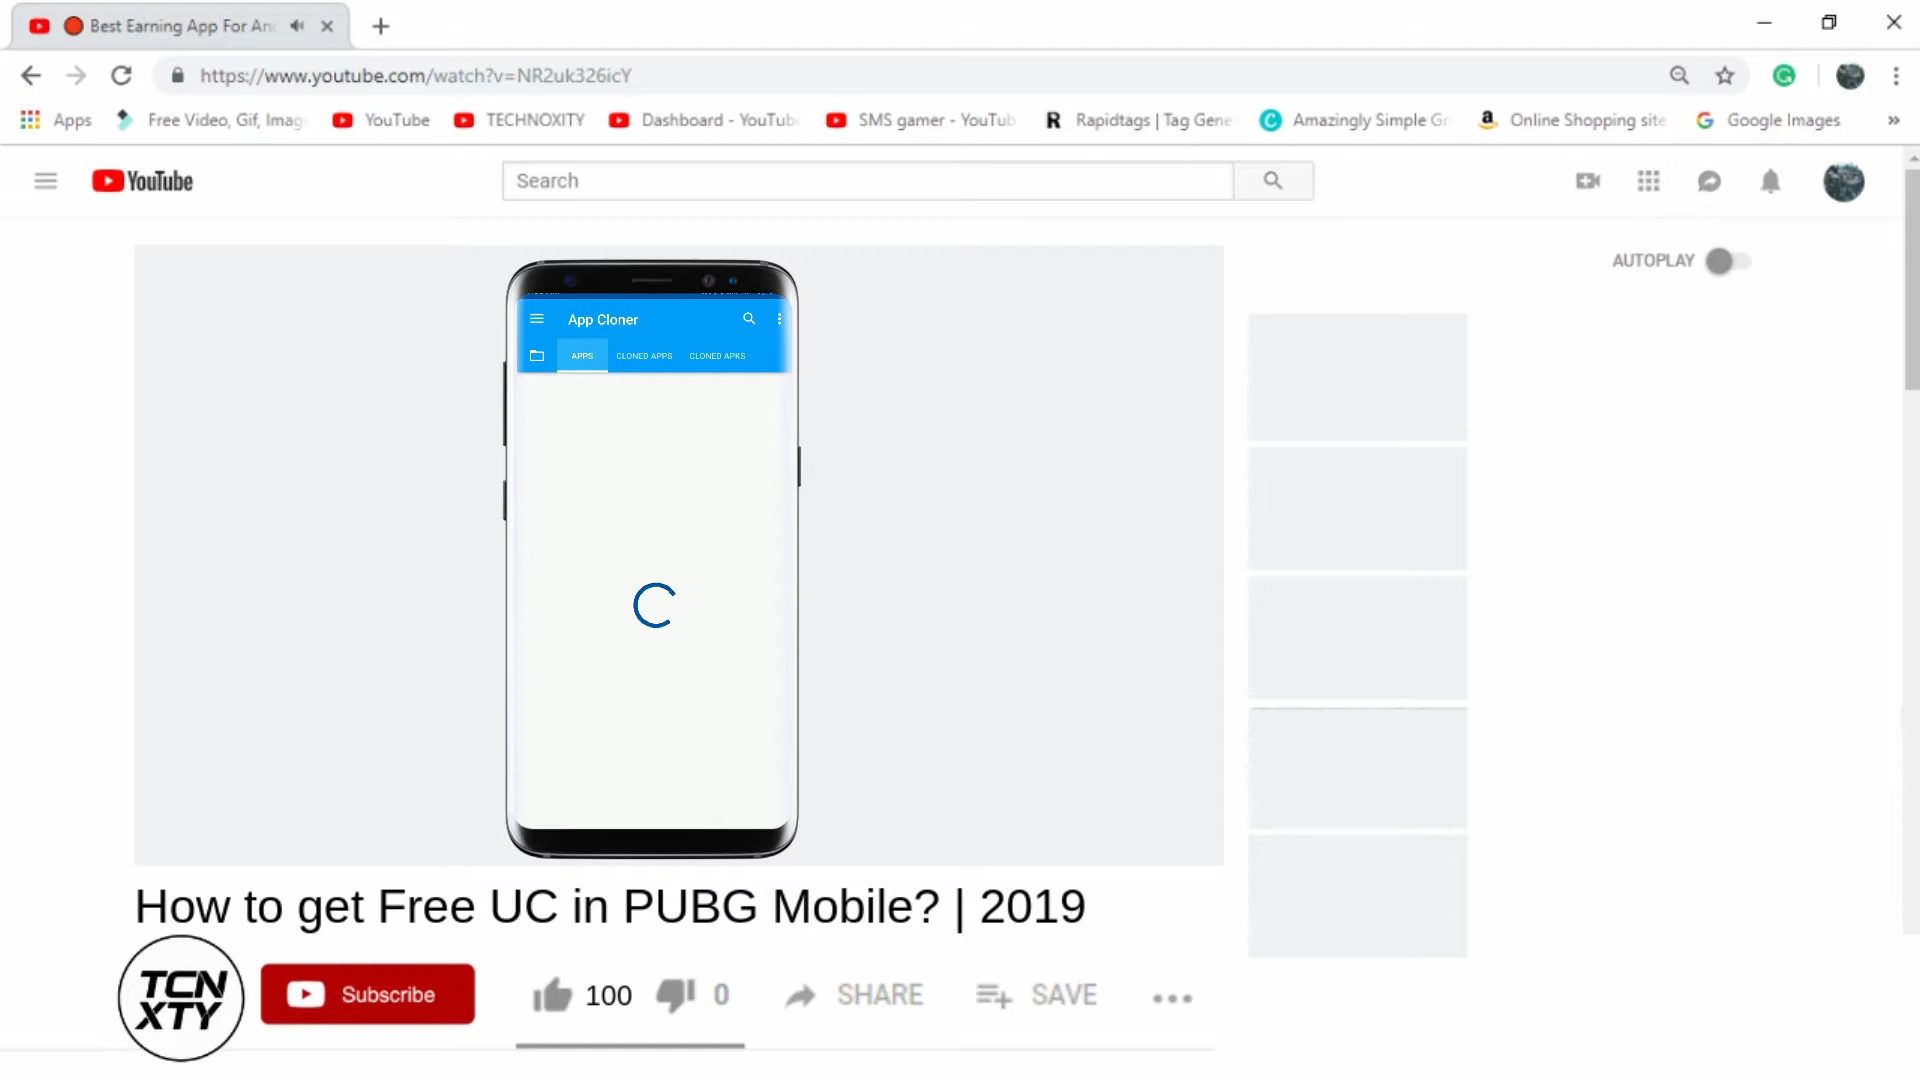 Best Earning App For And
https://www.youtube.com/watch?v=NR2uk326icY
Apps Free Video, Gif, Imag YouTube TECHNOXITY Dashboard - YouTube SMS gamer - YouTub Rapidtags | Tag Gene Amazingly Simple Gr Online Shopping site Google Images »
YouTube Search
AUTOPLAY
App Cloner
APPS CLONED APPS CLONED APKS
How to get Free UC in PUBG Mobile? | 2019
TCN
XTY
Subscribe 100 0 SHARE SAVE